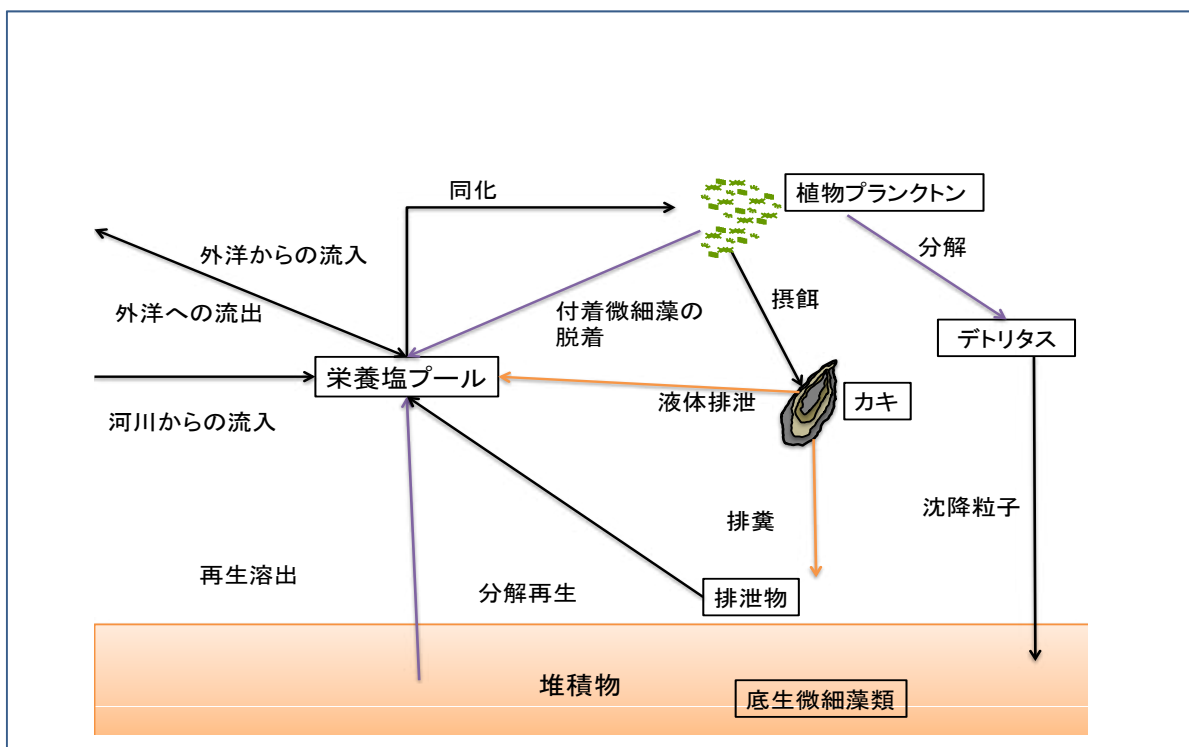 同化
植物プランクトン
外洋からの流入
分解
外洋への流出
付着微細藻の
脱着
摂餌
デトリタス
栄養塩プール
液体排泄
カキ
河川からの流入
排糞
沈降粒子
再生溶出
分解再生
排泄物
堆積物
底生微細藻類